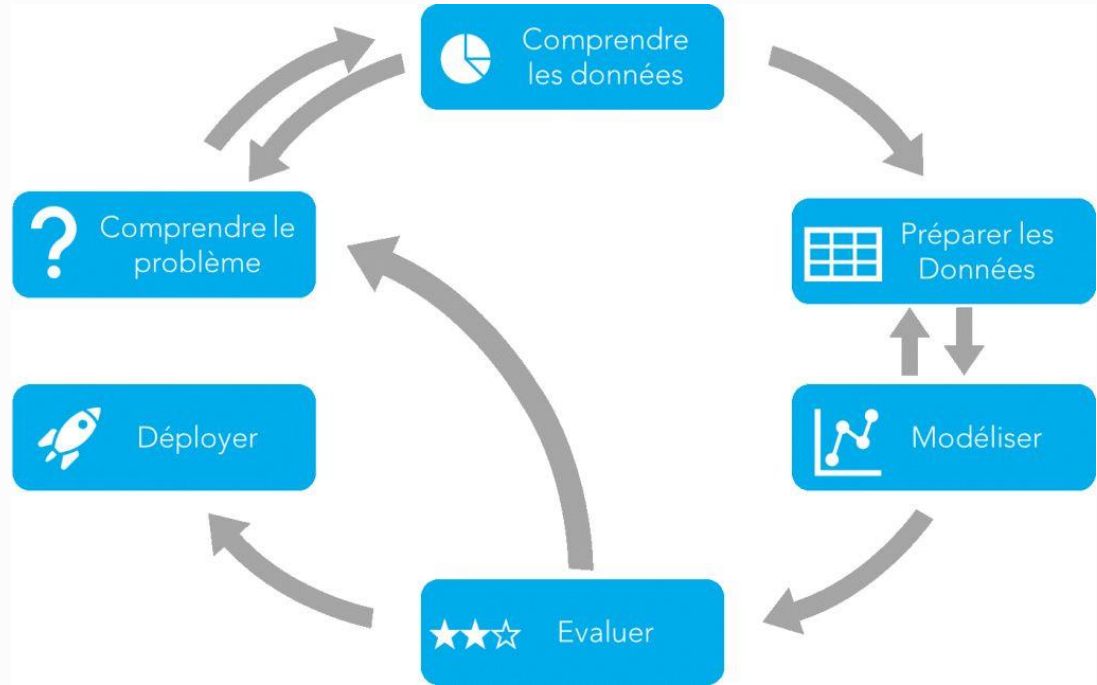 Comprendre
les données
Comprendre le
problème
Préparer les
Données
Déployer
Modéliser
Evaluer